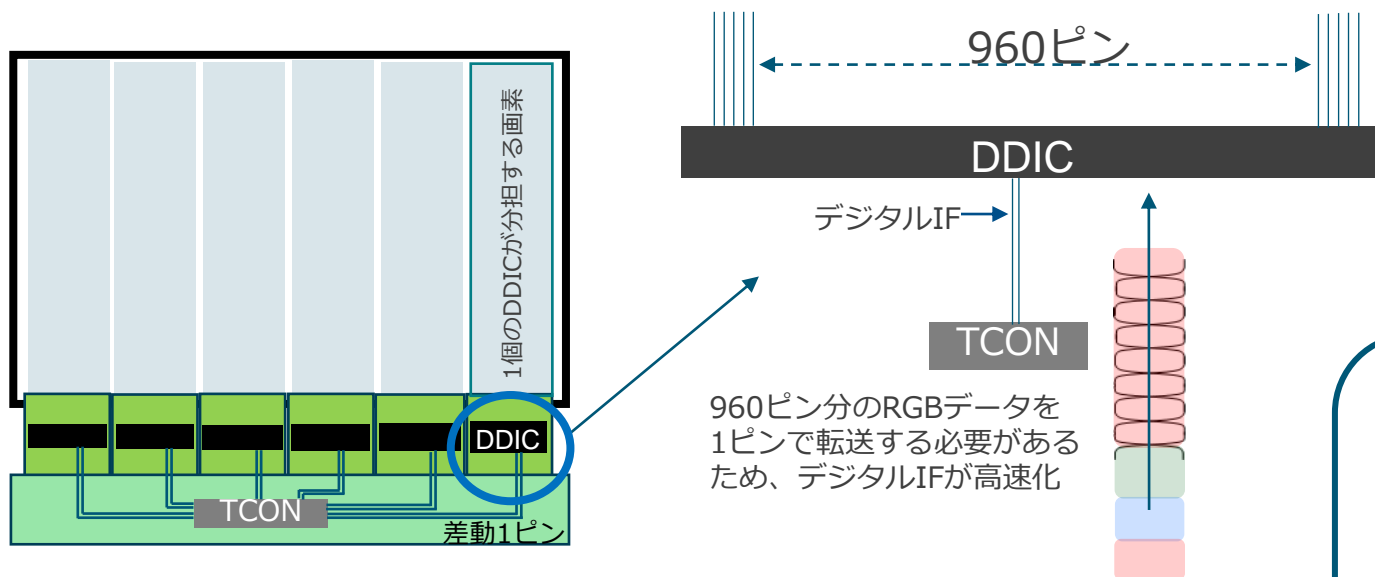 1個のDDICが分担する画素
DDIC
TCON
差動1ピン
960ピン
DDIC
デジタルIF
TCON
960ピン分のRGBデータを
1ピンで転送する必要がある
ため、デジタルIFが高速化